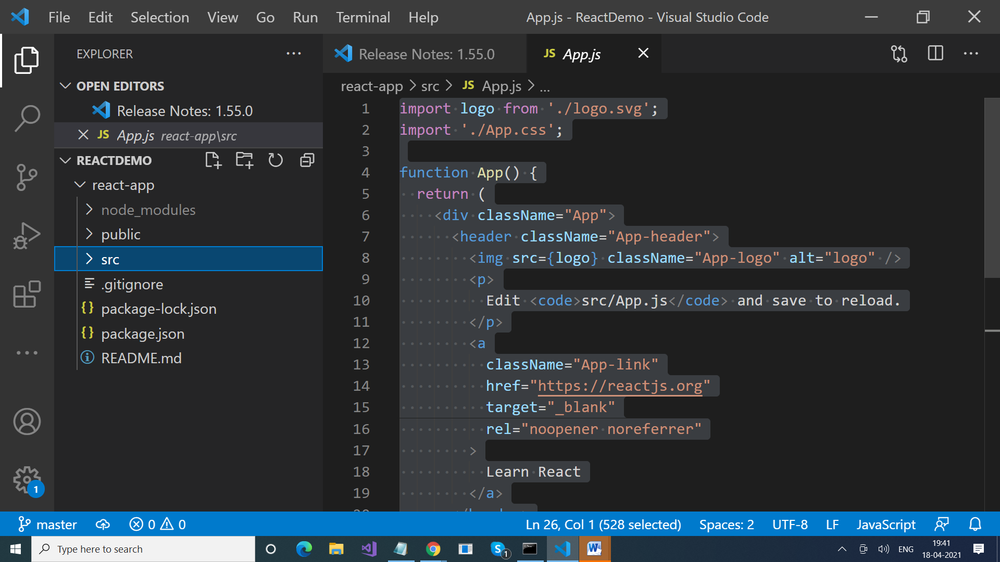 File Edit Selection View Go Run Terminal Help App.js - ReactDemo - Visual Studio Code
EXPLORER
OPEN EDITORS
Release Notes: 1.55.0
JS App.js react-app\src
REACTDEMO
react-app
node_modules
public
src
.gitignore
{} package-lock.json
{} package.json
README.md
1
Release Notes: 1.55.0 JS App.js
react-app > src > JS App.js > ...
1 import logo from './logo.svg';
2 import './App.css';
3
4 function App() {
5 return (
6 <div className="App">
7 <header className="App-header">
8 <img src={logo} className="App-logo" alt="logo" />
9 <p>
10 Edit <code>src/App.js</code> and save to reload.
11 </p>
12 <a
13 className="App-link"
14 href="https://reactjs.org"
15 target="_blank"
16 rel="noopener noreferrer"
17 >
18 Learn React
19 </a>
master 0 0 Ln 26, Col 1 (528 selected) Spaces: 2 UTF-8 LF JavaScript
Type here to search 1 ENG 19:41
18-04-2021